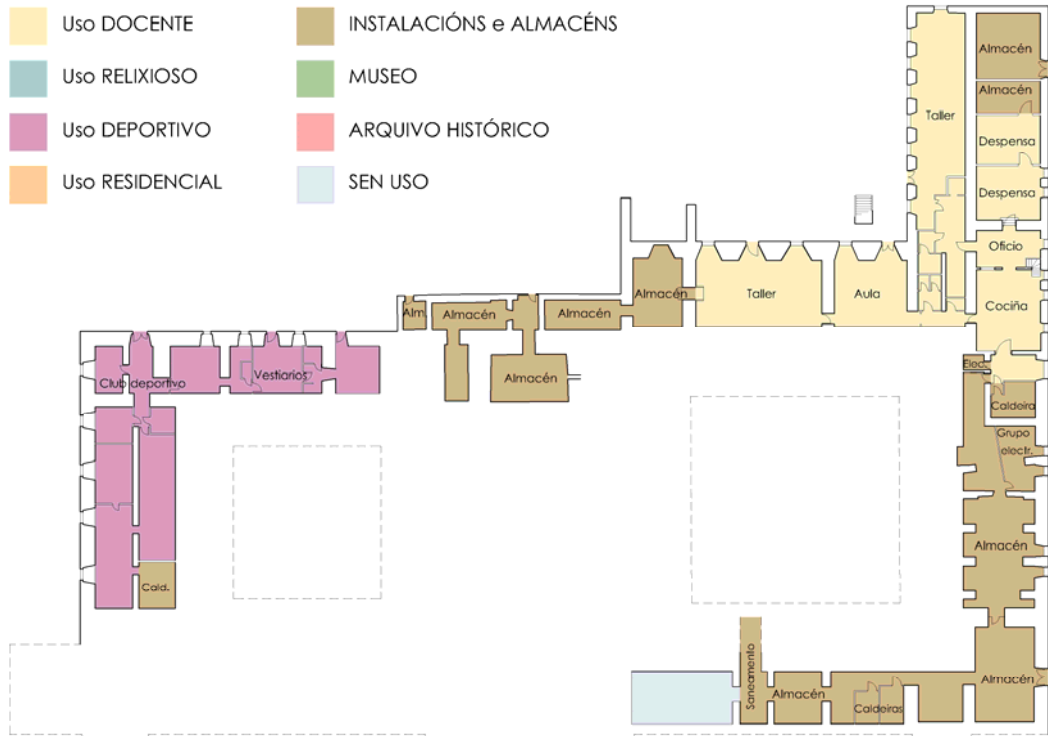 Uso DOCENTE
INSTALACIÓNS e ALMACÉNS
Uso RELIXIOSO
MUSEO
Uso DEPORTIVO
ARQUIVO HISTÓRICO
Uso RESIDENCIAL
SEN USO
Almacén
Almacén
Taller
Despensa
Despensa
Oficio
Almacén
Taller
Aula
Cociña
Alm.
Almacén
Almacén
Elec.
Club deportivo
Vestiarios
Almacén
Caldeira
Grupo
electr.
Almacén
Cald.
Saneamento
Almacén
Caldeiras
Almacén